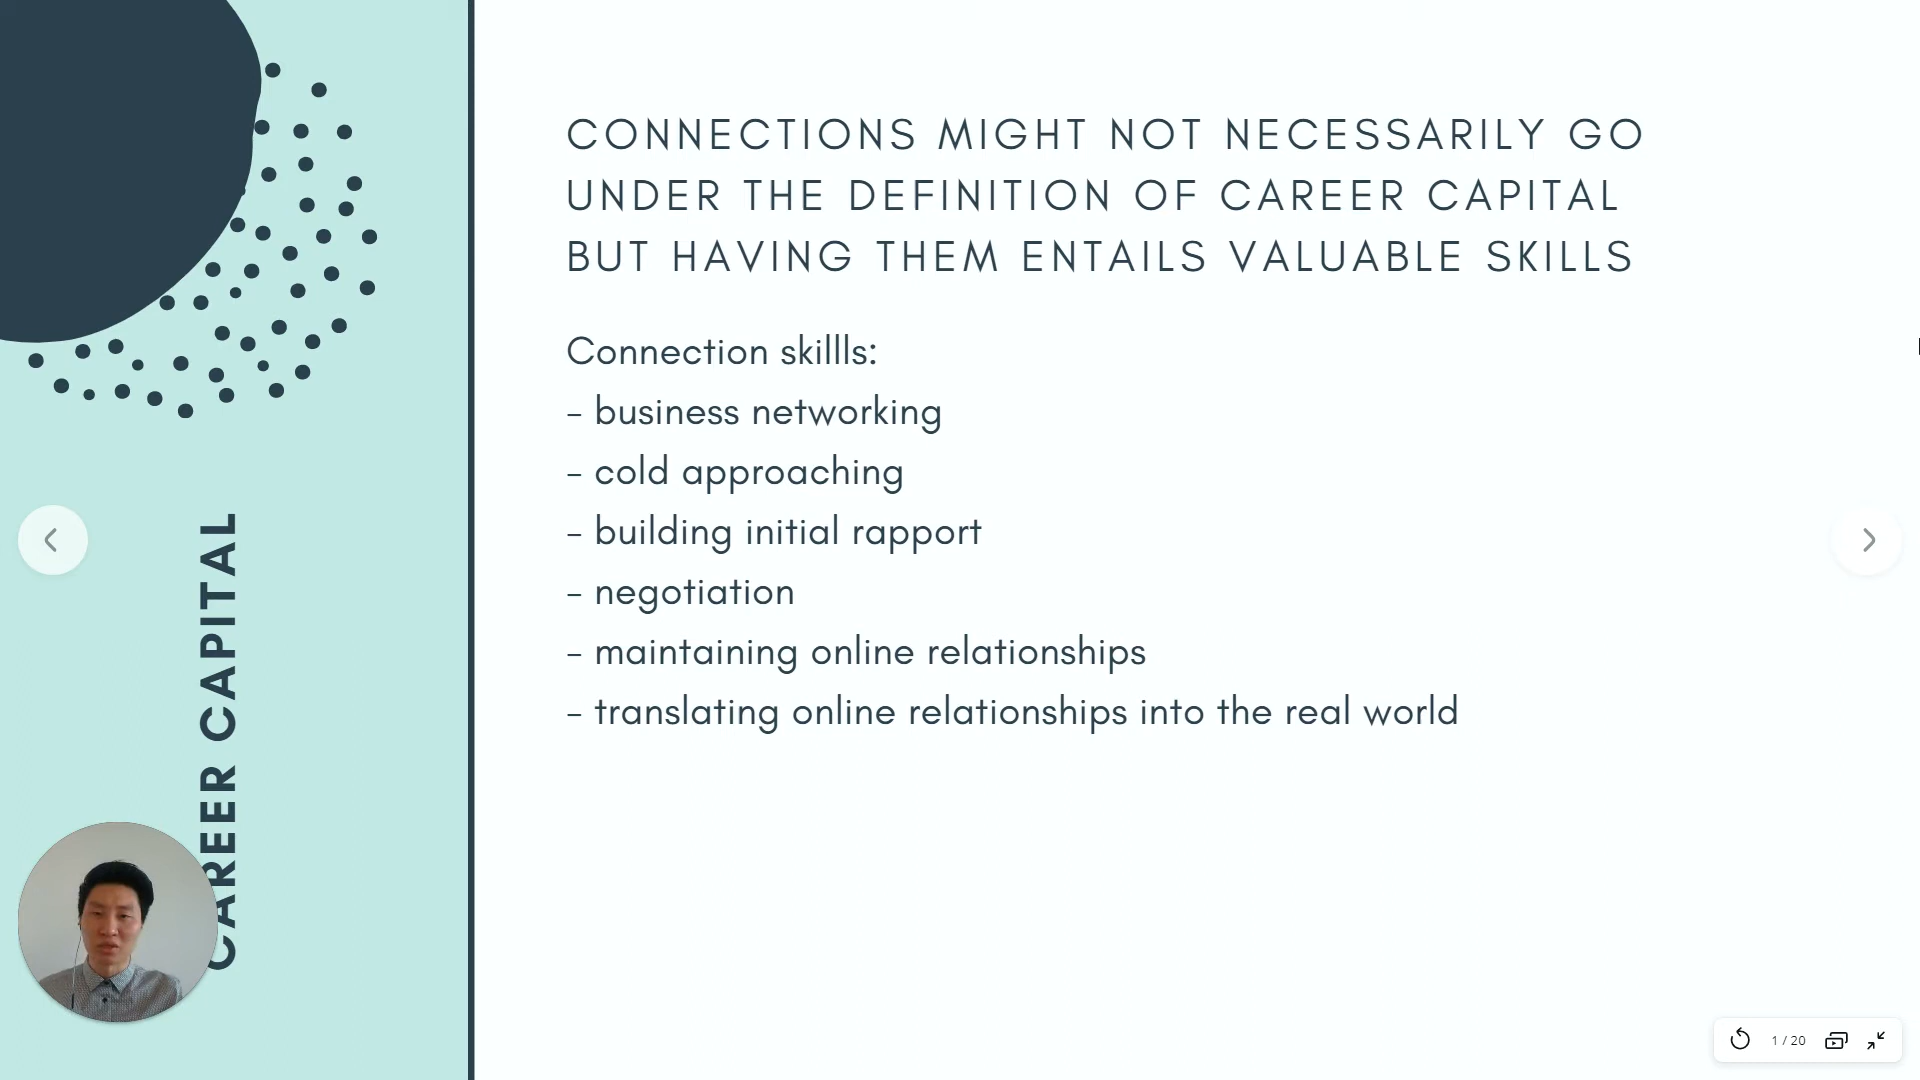 CONNECTIONS MIGHT NOT NECESSARILY GO
UNDER THE DEFINITION OF CAREER CAPITAL
BUT HAVING THEM ENTAILS VALUABLE SKILLS
Connection skillls:
- business networking
- cold approaching
- building initial rapport
- negotiation
- maintaining online relationships
- translating online relationships into the real world
CAREER CAPITAL
1 / 20